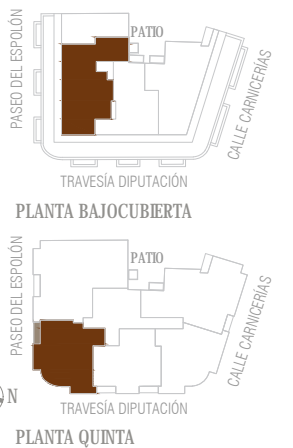 PATIO
PASEO DEL ESPOLÓN
CALLE CARNICERÍAS
TRAVESÍA DIPUTACIÓN
PLANTA BAJOCUBIERTA
PATIO
PASEO DEL ESPOLÓN
CALLE CARNICERÍAS
N
TRAVESÍA DIPUTACIÓN
PLANTA QUINTA